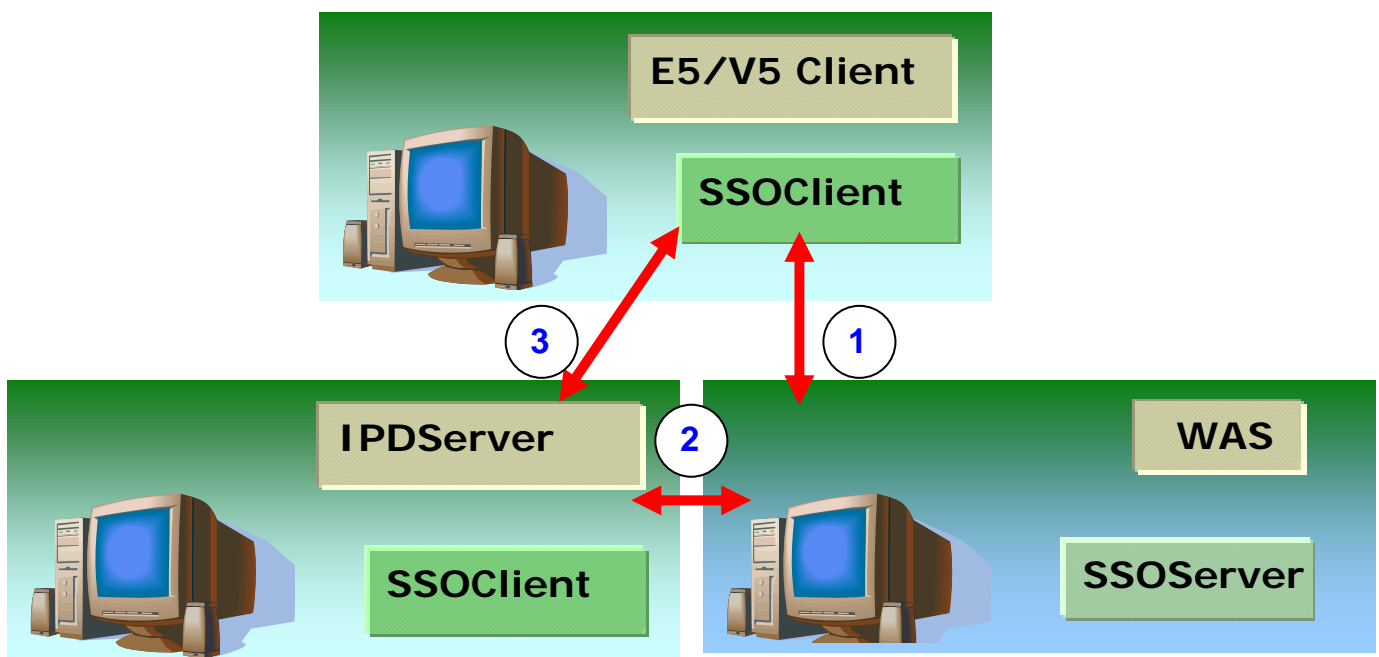 E5/V5 Client
SSOClient
3
1
IPDServer
2
WAS
SSOClient
SSOServer